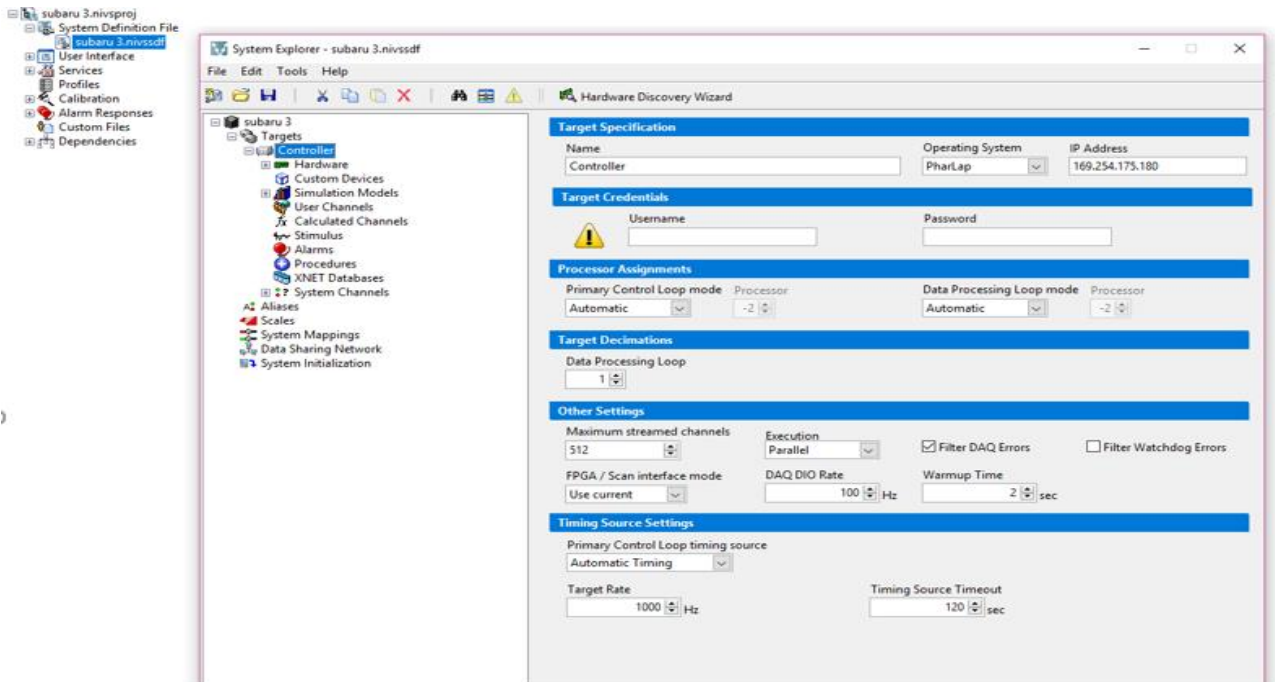 subaru 3.nivsproj
System Definition File
subaru 3.nivssdf
User Interface
Services
Profiles
Calibration
Alarm Responses
Custom Files
Dependencies
System Explorer - subaru 3.nivssdf
File Edit Tools Help
Hardware Discovery Wizard
subaru 3
Targets
Controller
Hardware
Custom Devices
Simulation Models
User Channels
Calculated Channels
Stimulus
Alarms
Procedures
XNET Databases
System Channels
Aliases
Scales
System Mappings
Data Sharing Network
System Initialization
Target Specification
Name Operating System IP Address
Controller PharLap 169.254.175.180
Target Credentials
Username Password
Processor Assignments
Primary Control Loop mode Processor Data Processing Loop mode Processor
Automatic -2 Automatic -2
Target Decimations
Data Processing Loop
1
Other Settings
Maximum streamed channels Execution
512 Parallel Filter DAQ Errors Filter Watchdog Errors
FPGA / Scan interface mode DAQ DIO Rate Warmup Time
Use current 100 Hz 2 sec
Timing Source Settings
Primary Control Loop timing source
Automatic Timing
Target Rate Timing Source Timeout
1000 Hz 120 sec